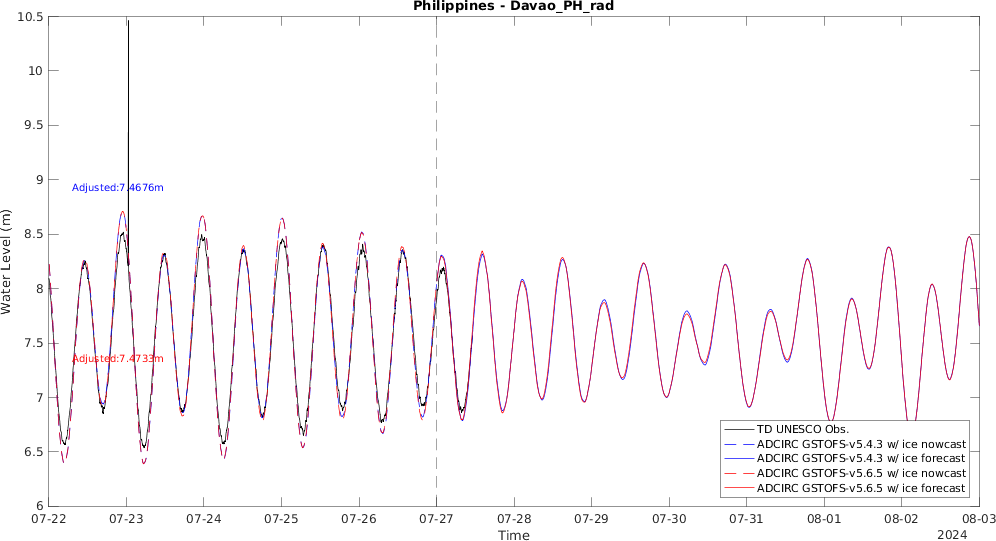 Philippines - Davao_PH_rad
Water Level (m)
10.5
10
9.5
9
8.5
8
7.5
7
6.5
6
Adjusted:7.4676m
Adjusted:7.4733m
TD UNESCO Obs.
ADCIRC GSTOFS-v5.4.3 w/ ice nowcast
ADCIRC GSTOFS-v5.4.3 w/ ice forecast
ADCIRC GSTOFS-v5.6.5 w/ ice nowcast
ADCIRC GSTOFS-v5.6.5 w/ ice forecast
07-22 07-23 07-24 07-25 07-26 07-27 07-28 07-29 07-30 07-31 08-01 08-02 08-03
Time
2024